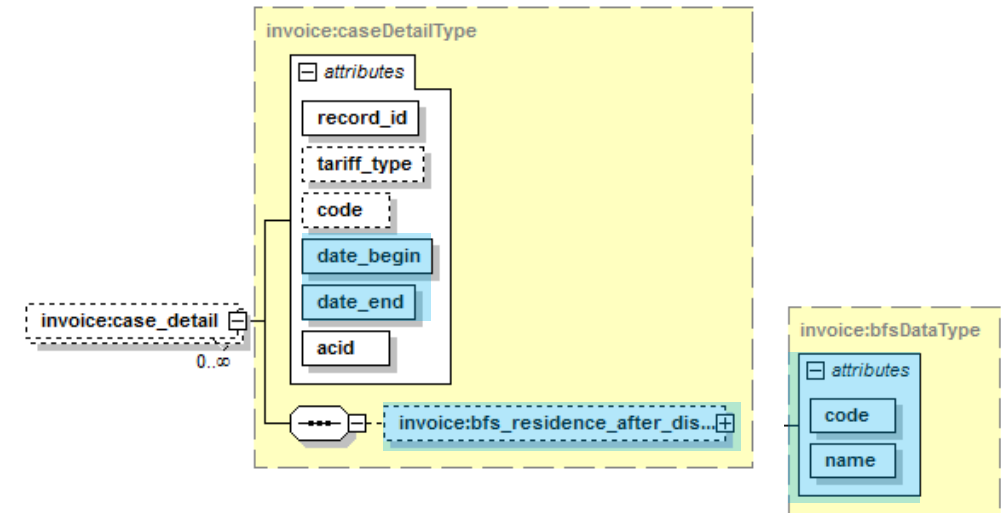 invoice:caseDetailType
attributes
record_id
tariff_type
code
date_begin
date_end
acid
invoice:case_detail
0..∞
invoice:bfs_residence_after_dis...
invoice:bfsDataType
attributes
code
name